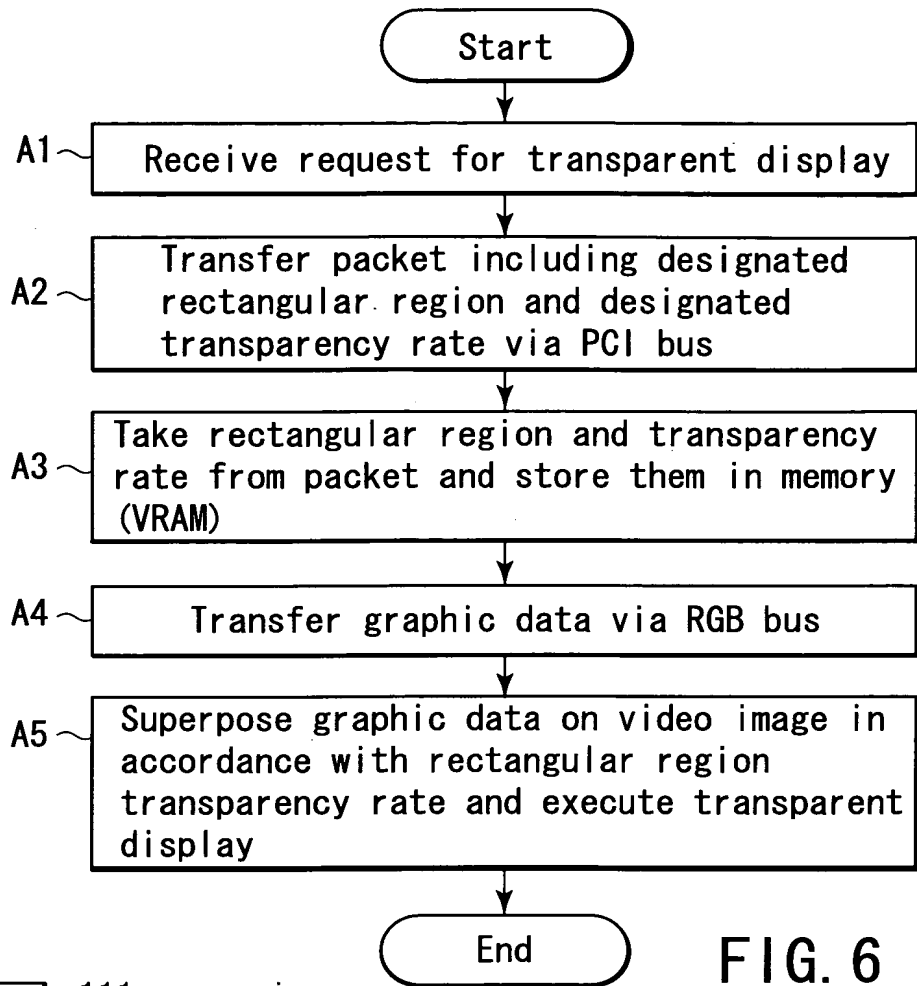 Start
A1
Receive request for transparent display
A2
Transfer packet including designated
rectangular region and designated
transparency rate via PCI bus
A3
Take rectangular region and transparency
rate from packet and store them in memory
(VRAM)
A4
Transfer graphic data via RGB bus
A5
Superpose graphic data on video image in
accordance with rectangular region
transparency rate and execute transparent
display
End
FIG. 6